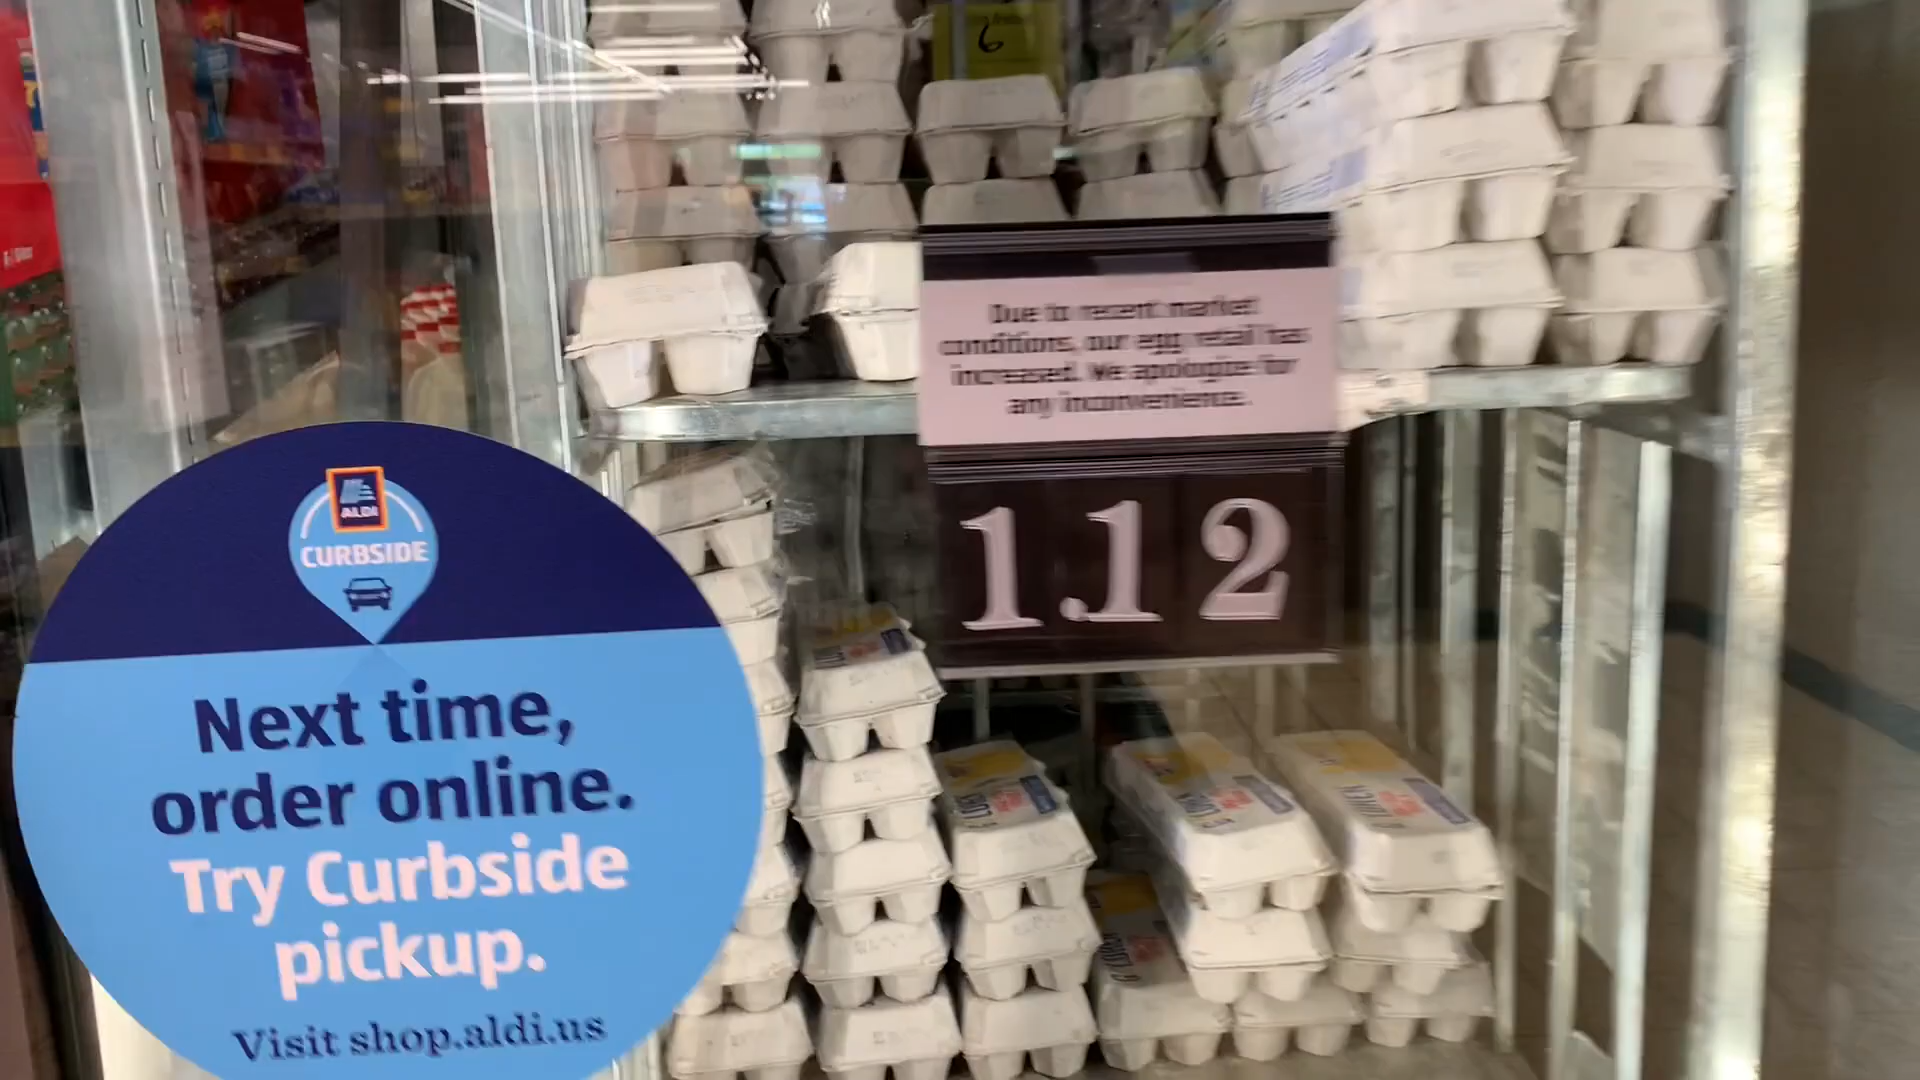 6
Due to recent market
conditions, our egg retail has
increased. We apologize for
any inconvenience.
1.12
ALDI
CURBSIDE
Next time,
order online.
Try Curbside
pickup.
Visit shop.aldi.us